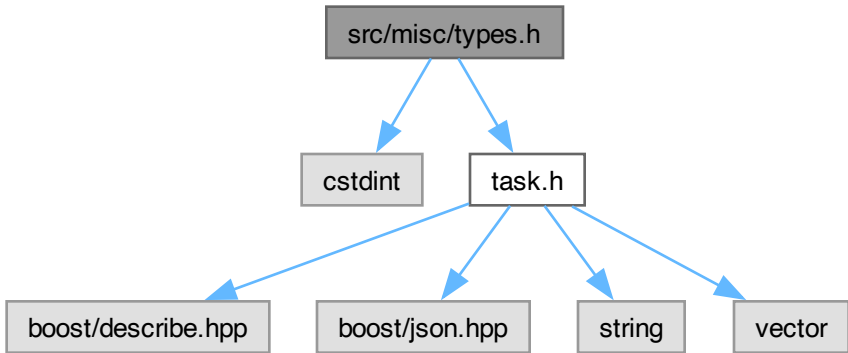 src/misc/types.h
cstdint
task.h
boost/describe.hpp
boost/json.hpp
string
vector